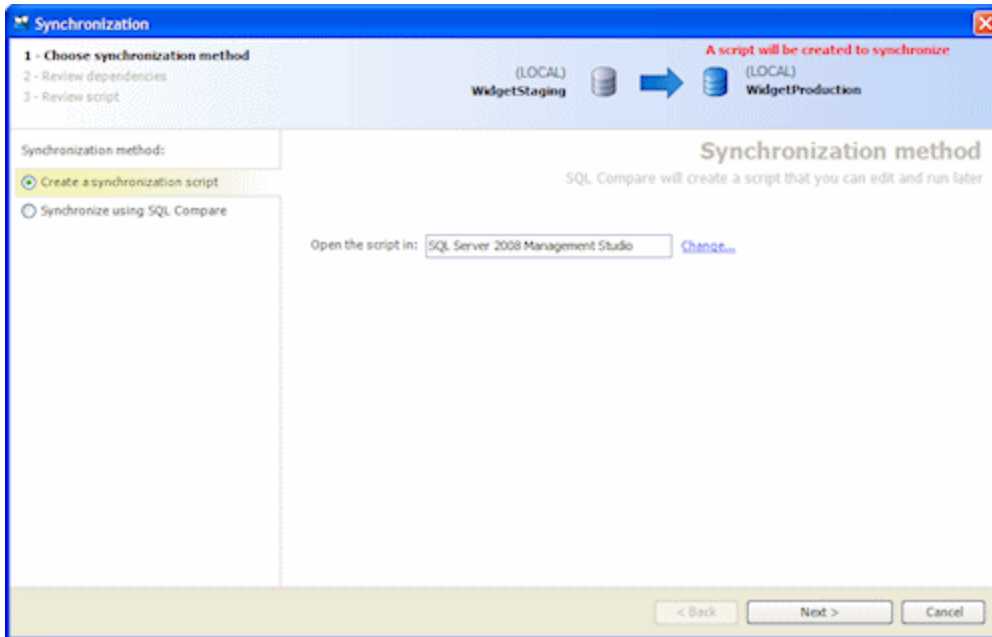 Synchronization
1 - Choose synchronization method
2 - Review dependencies
3 - Review script
A script will be created to synchronize
(LOCAL)
WidgetStaging
(LOCAL)
WidgetProduction
Synchronization method:
Create a synchronization script
Synchronize using SQL Compare
Synchronization method
SQL Compare will create a script that you can edit and run later
Open the script in: SQL Server 2008 Management Studio Change...
< Back Next > Cancel